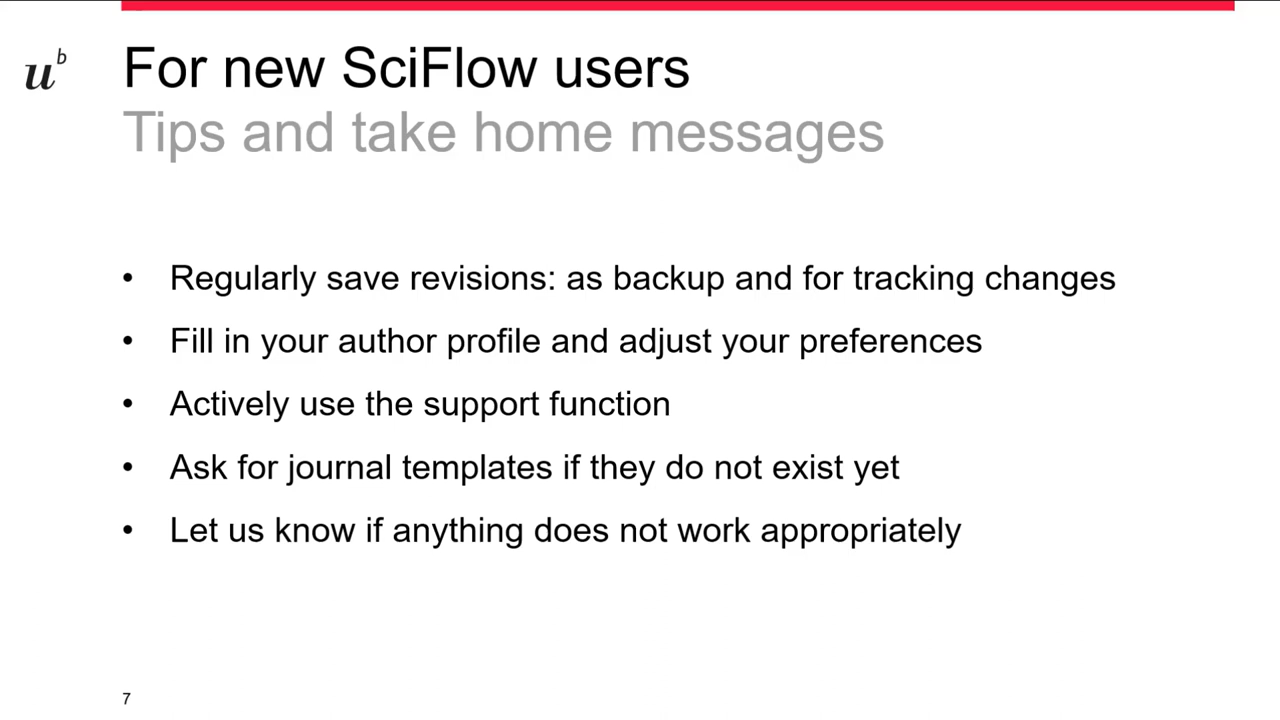 u b
For new SciFlow users
Tips and take home messages
• Regularly save revisions: as backup and for tracking changes
• Fill in your author profile and adjust your preferences
• Actively use the support function
• Ask for journal templates if they do not exist yet
• Let us know if anything does not work appropriately
7